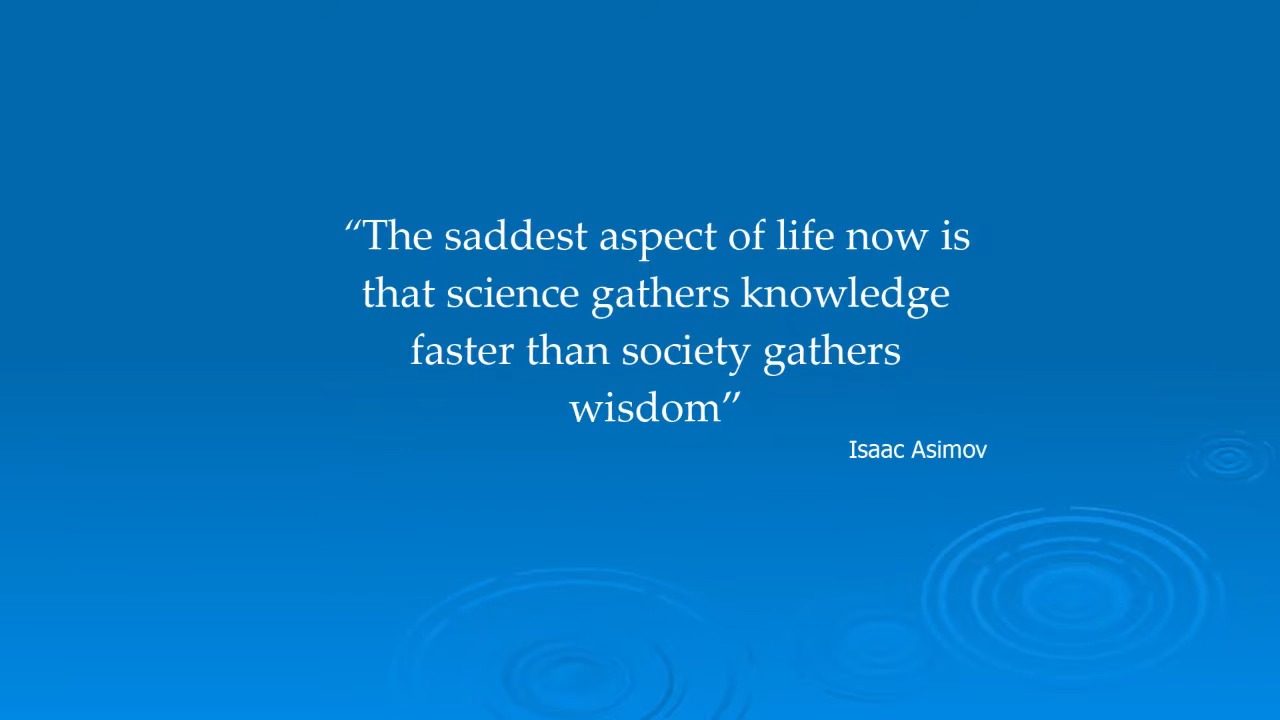 “The saddest aspect of life now is
that science gathers knowledge
faster than society gathers
wisdom”
Isaac Asimov